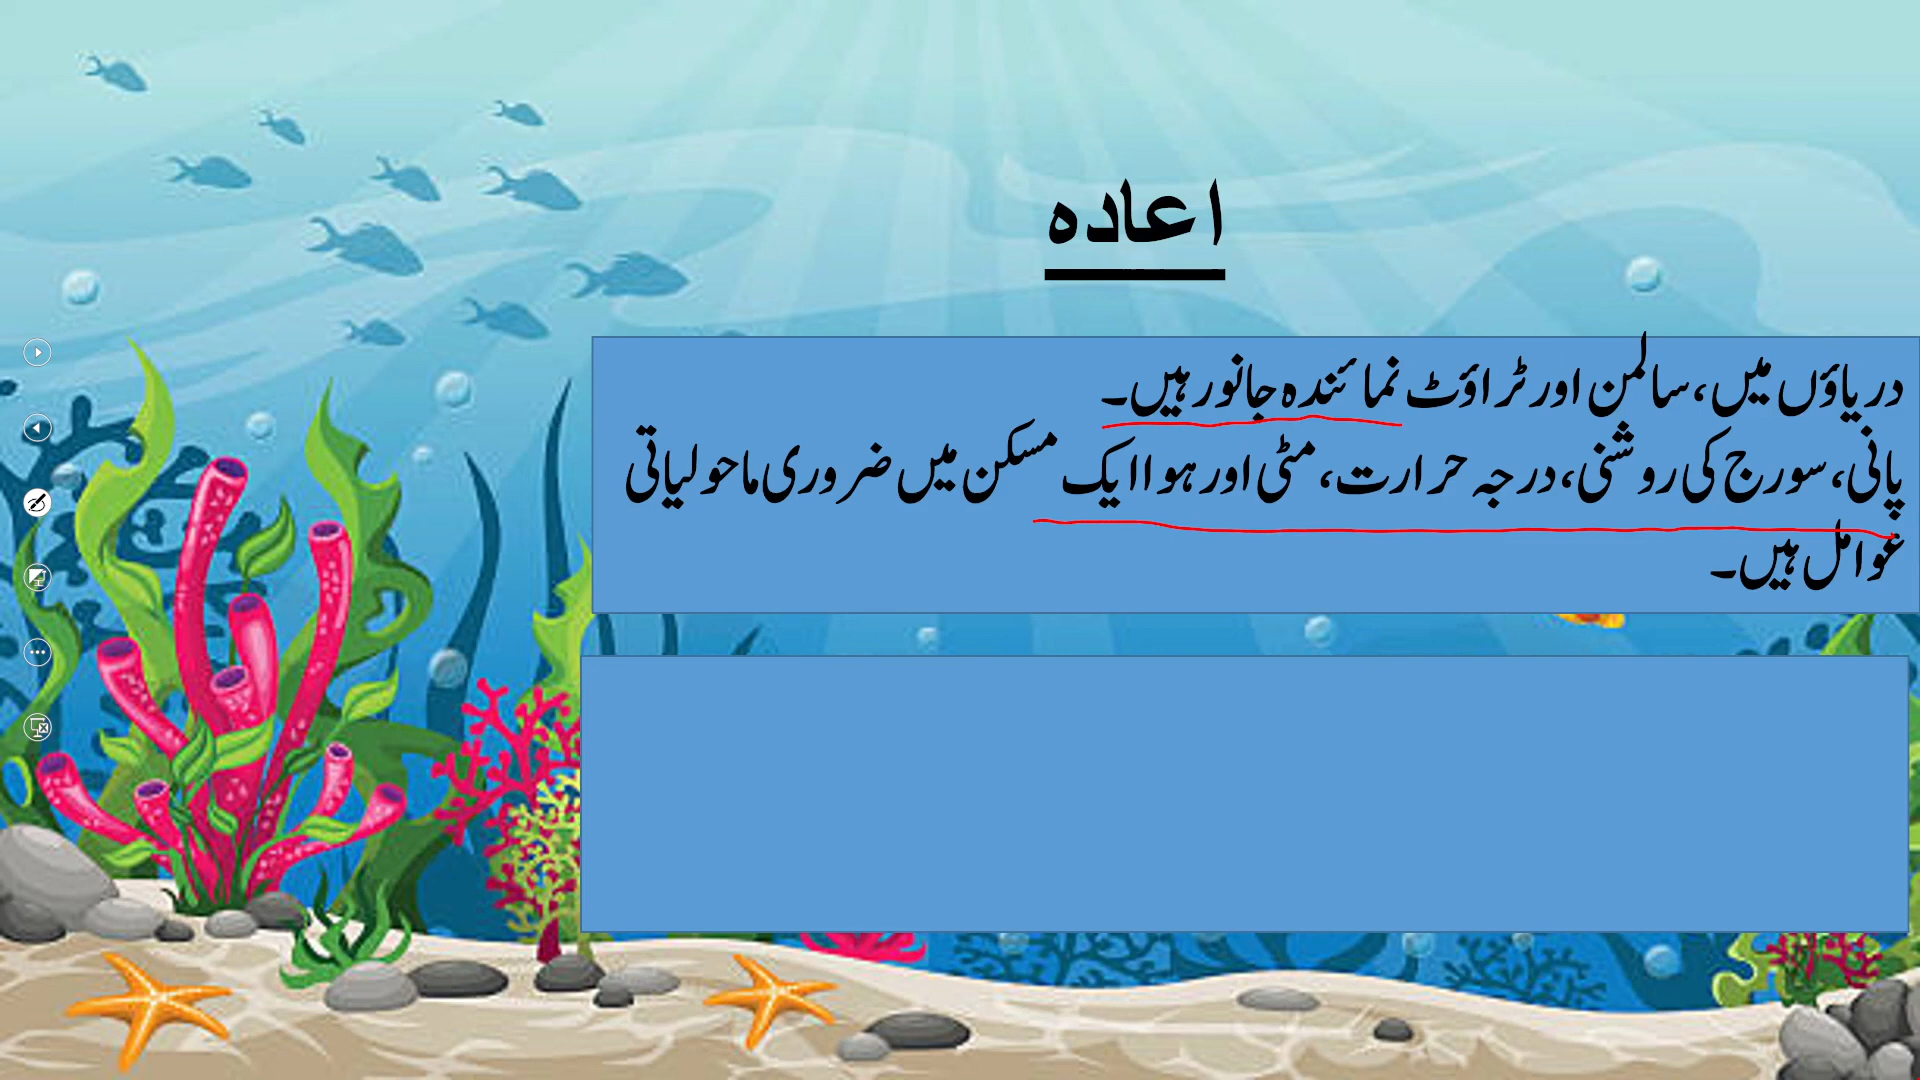 اعادہ
دریاؤں میں، سالمن اور ٹراؤٹ نمائندہ جانور ہیں۔
پانی، سورج کی روشنی، درجہ حرارت، مٹی اور ہوا ایک مسکن میں ضروری ماحولیاتی
عوامل ہیں۔